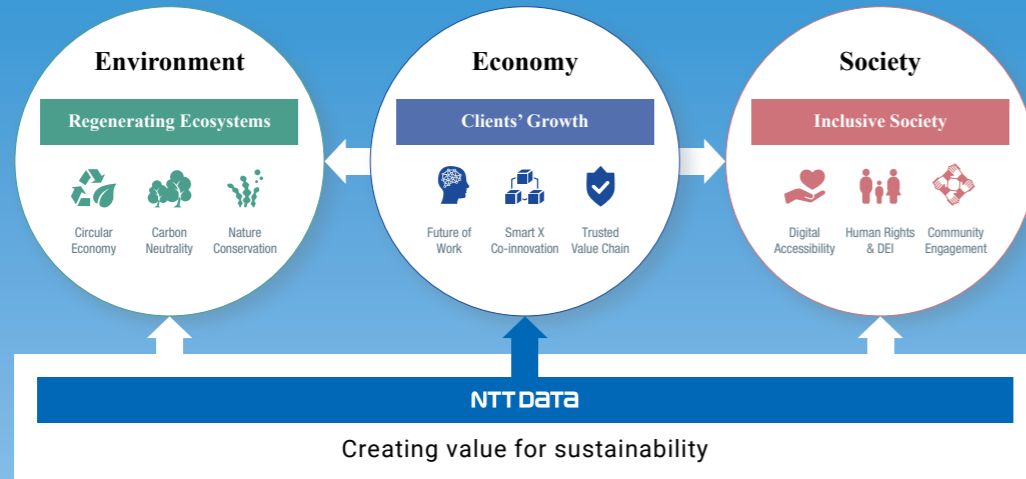 Environment
Regenerating Ecosystems
Circular
Economy
Carbon
Neutrality
Nature
Conservation
Economy
Clients’ Growth
Future of
Work
Smart X
Co-innovation
Trusted
Value Chain
Society
Inclusive Society
Digital
Accessibility
Human Rights
& DEI
Community
Engagement
NTT DATA
Creating value for sustainability